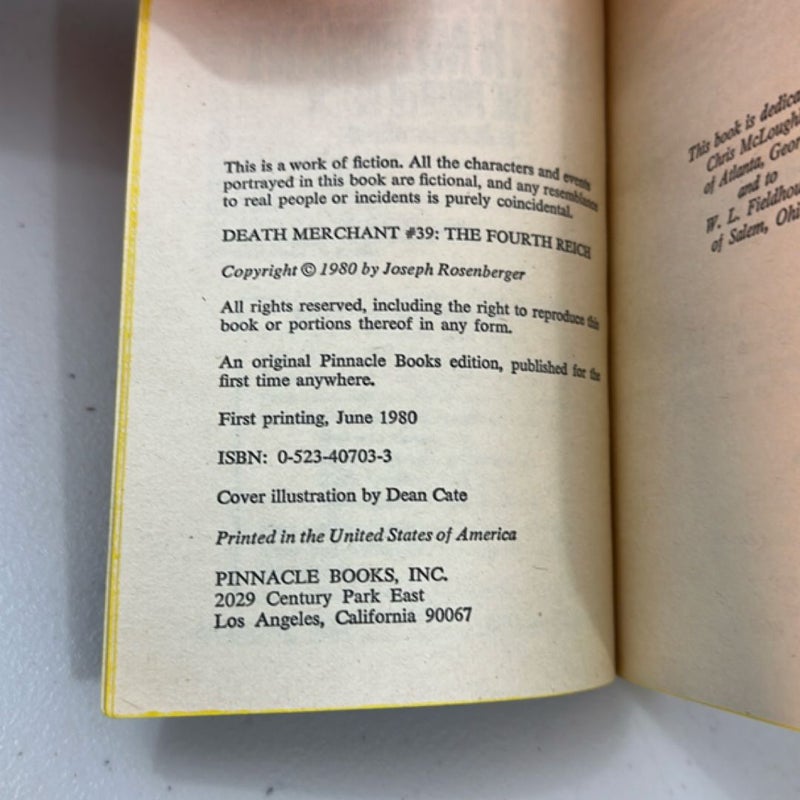 This is a work of fiction. All the characters and events
portrayed in this book are fictional, and any resemblance
to real people or incidents is purely coincidental.
DEATH MERCHANT #39: THE FOURTH REICH
Copyright © 1980 by Joseph Rosenberger
All rights reserved, including the right to reproduce this
book or portions thereof in any form.
An original Pinnacle Books edition, published for the
first time anywhere.
First printing, June 1980
ISBN: 0-523-40703-3
Cover illustration by Dean Cate
Printed in the United States of America
PINNACLE BOOKS, INC.
2029 Century Park East
Los Angeles, California 90067
This book is
Chris
of Atlanta,
and to
W. L.
of Salem,